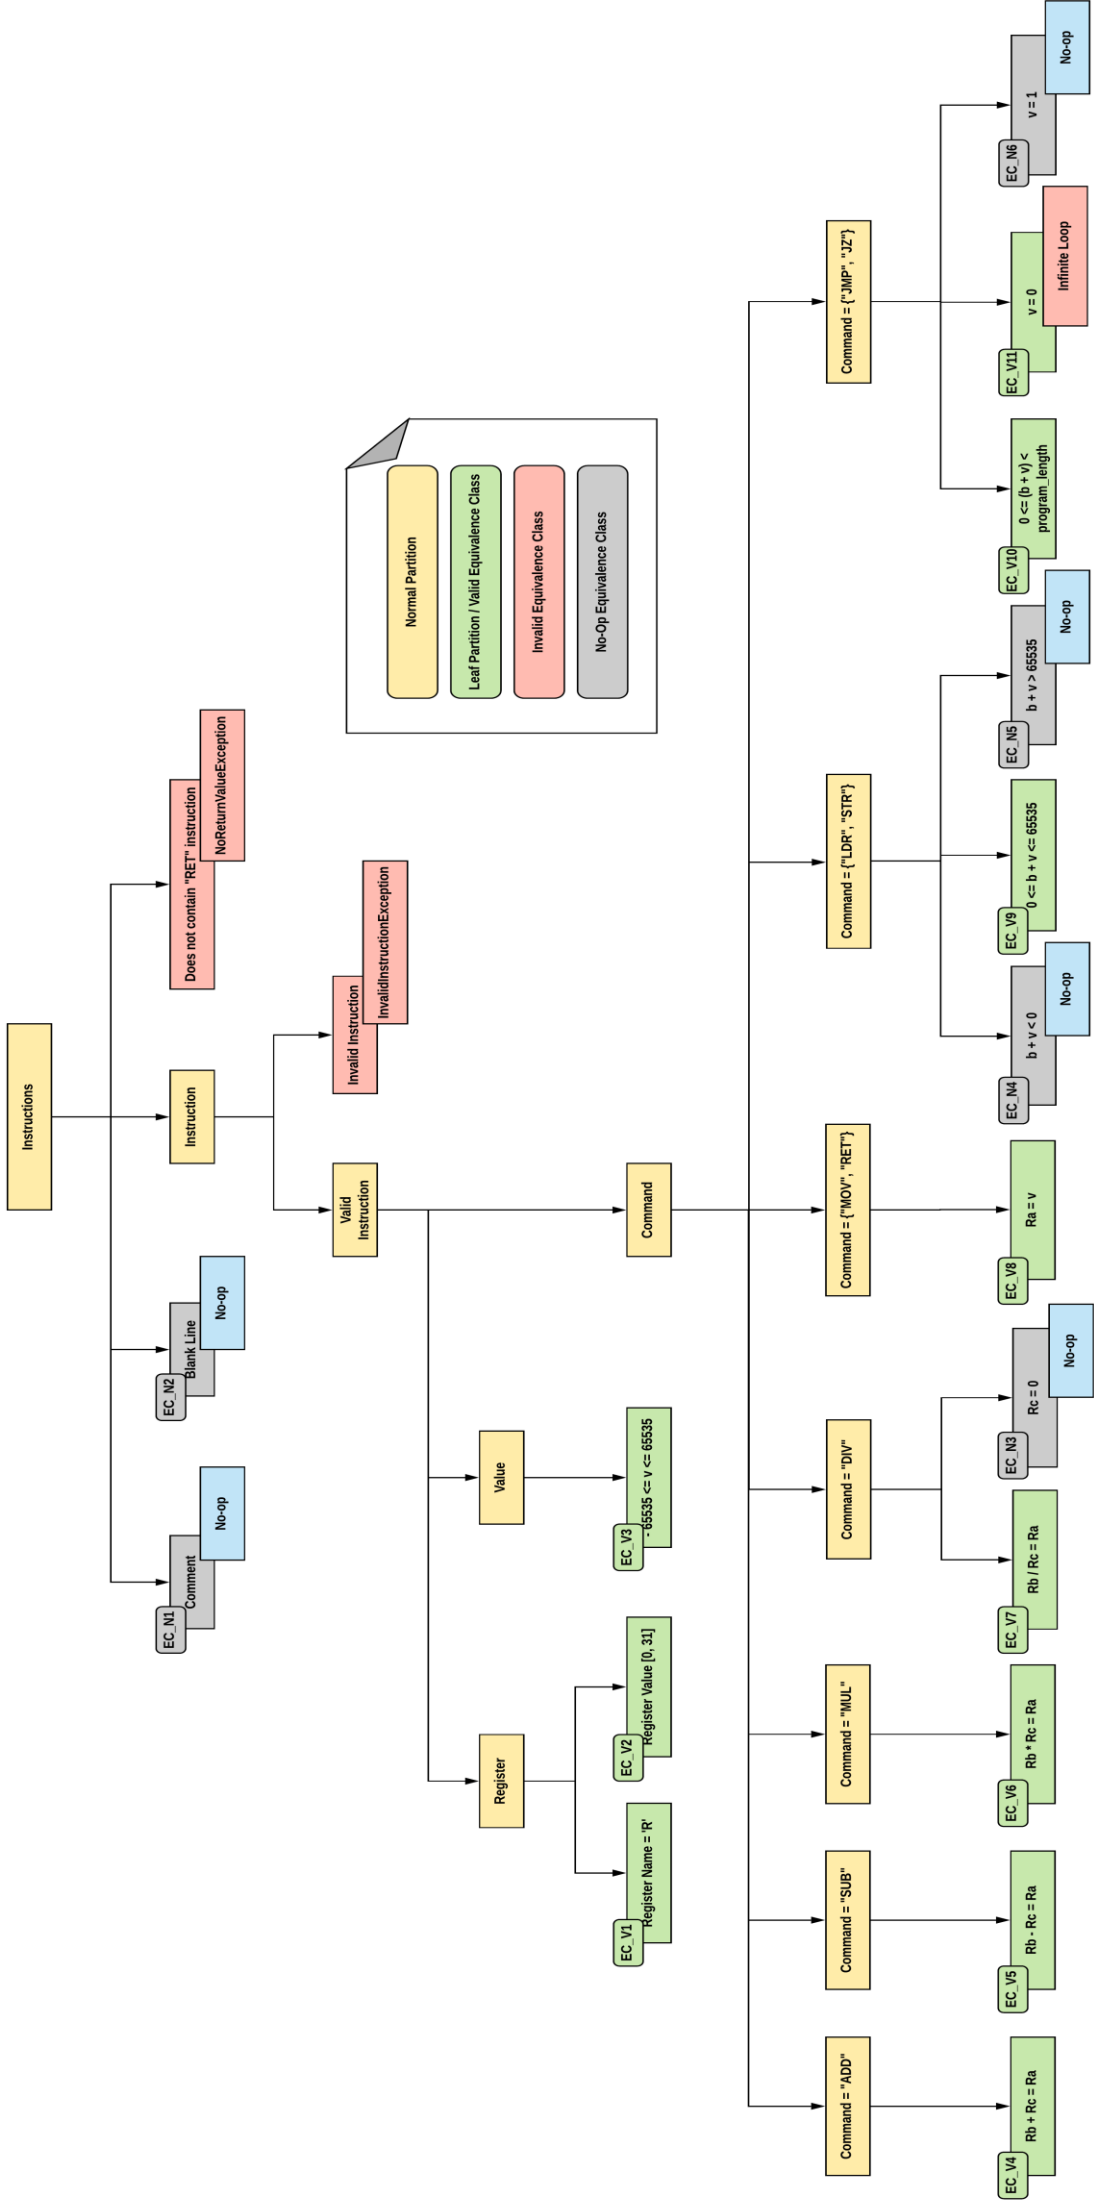 Instructions
EC_N1
Comment
No-op
EC_N2
Blank Line
No-op
Instruction
Does not contain "RET" instruction
NoReturnValueException
Valid
Instruction
Invalid Instruction
InvalidInstructionException
Normal Partition
Leaf Partition / Valid Equivalence Class
Invalid Equivalence Class
No-Op Equivalence Class
Register
Value
EC_V1
Register Name = 'R'
EC_V2
Register Value [0, 31]
EC_V3
- 65535 <= v <= 65535
Command
Command = "ADD"
Command = "SUB"
Command = "MUL"
Command = "DIV"
Command = {"MOV", "RET"}
Command = {"LDR", "STR"}
Command = {"JMP", "JZ"}
EC_V4
Rb + Rc = Ra
EC_V5
Rb - Rc = Ra
EC_V6
Rb * Rc = Ra
EC_V7
Rb / Rc = Ra
EC_N3
Rc = 0
No-op
EC_V8
Ra = v
EC_N4
b + v < 0
No-op
EC_V9
0 <= b + v <= 65535
EC_N5
b + v > 65535
No-op
EC_V10
0 <= (b + v) <
program_length
EC_V11
v = 0
Infinite Loop
EC_N6
v = 1
No-op